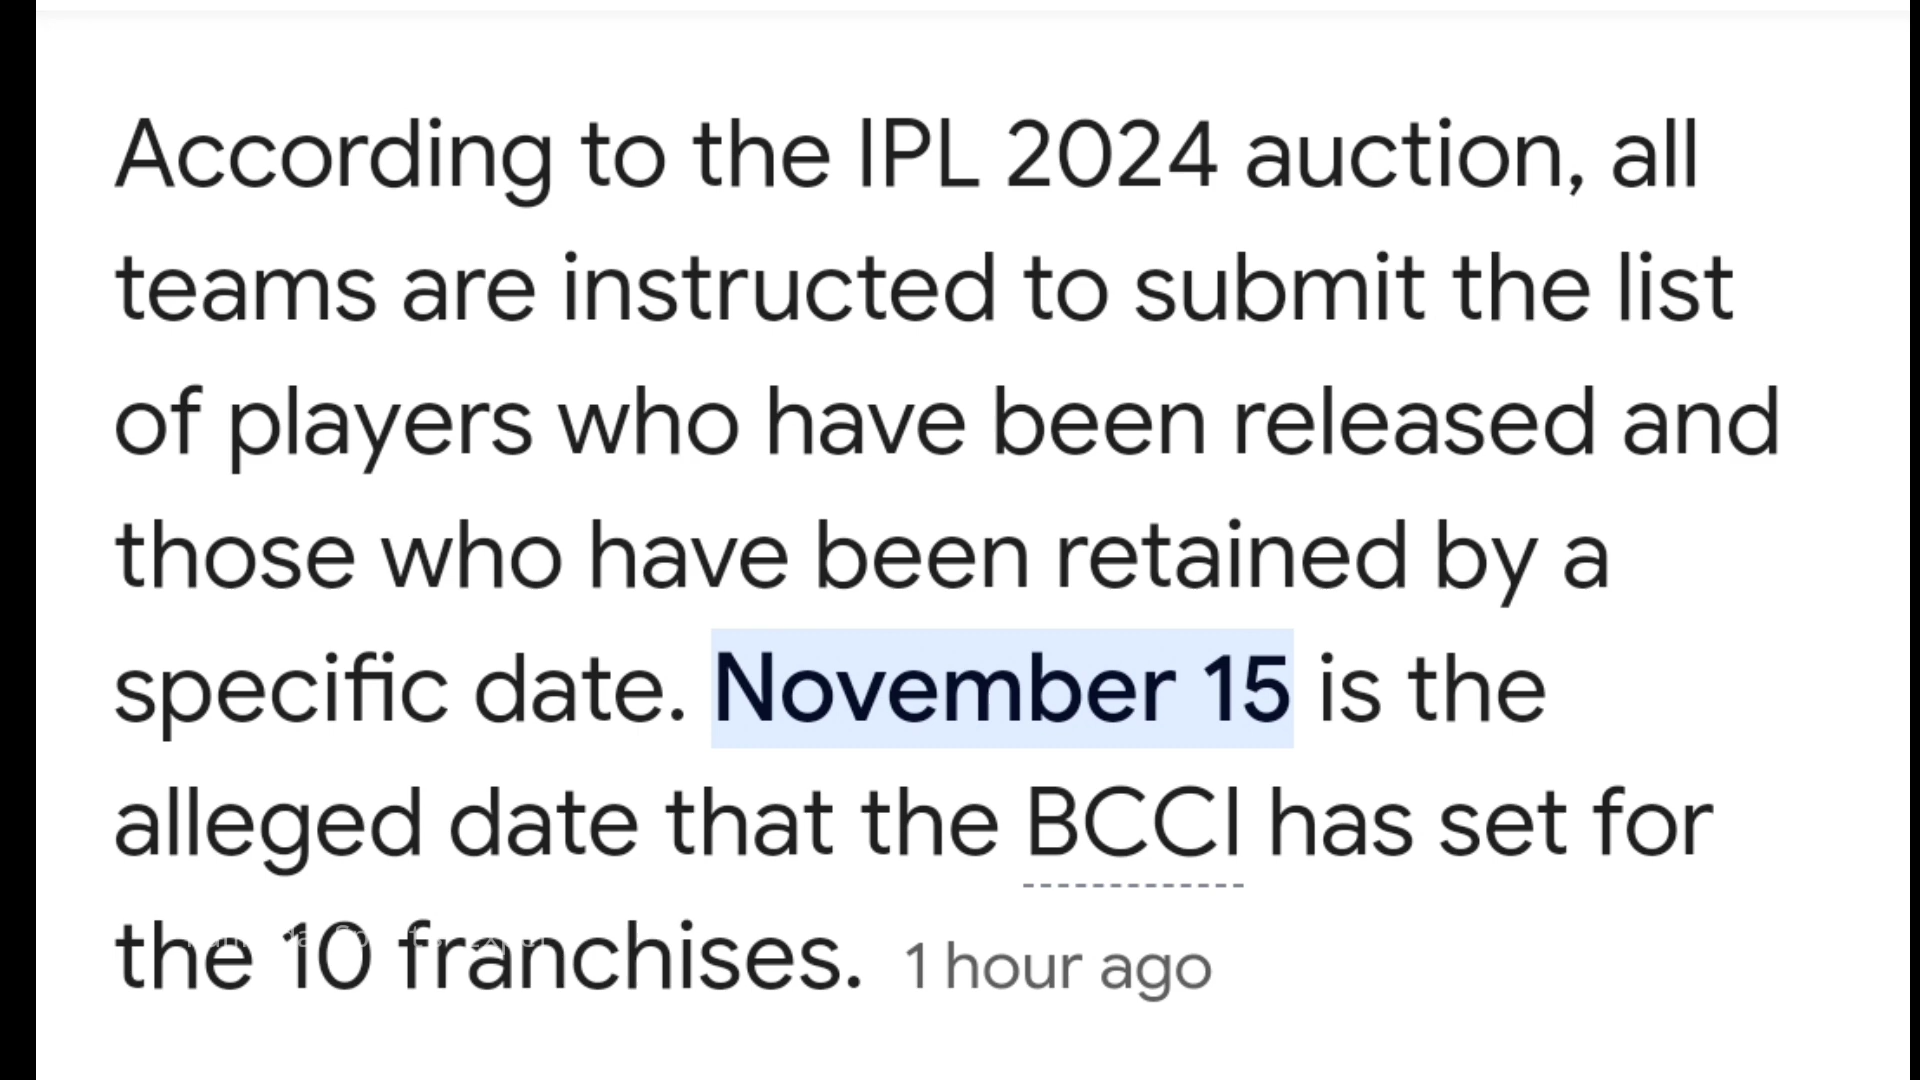 According to the IPL 2024 auction, all
teams are instructed to submit the list
of players who have been released and
those who have been retained by a
specific date. November 15 is the
alleged date that the BCCI has set for
the 10 franchises. 1 hour ago